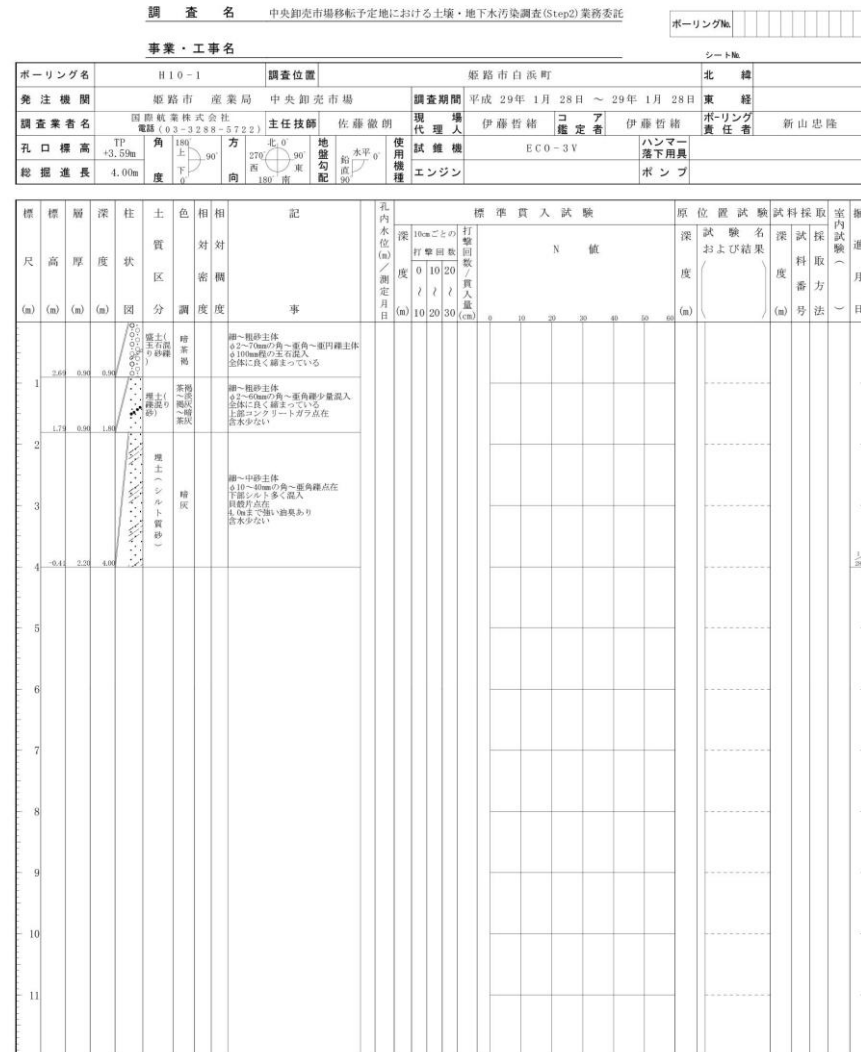 調 査 名 中央卸売市場移転予定地における土壌・地下水汚染調査(Step2)業務委託
ボーリングNo.
事業・工事名
シートNo.
ボーリング名 H10-1 調査位置 姫路市白浜町 北緯
発注機関 姫路市 産業局 中央卸売市場 調査期間 平成 29年 1月 28日 ~ 29年 1月 28日 東経
調査業者名 国際航業株式会社 電話(03-3288-5722) 主任技師 佐藤徹朗 現場代理人 伊藤哲緒 コア鑑定者 伊藤哲緒 ボーリング責任者 新山忠隆
孔口標高 TP +3.59m 角度 180° 上 90° 下 0° 方向 北 0° 270° 90° 西 東 180° 南 地盤勾配 水平 0° 鉛直 90° 使用機種 試錐機 ECO-3V ハンマー落下用具
総掘進長 4.00m エンジン ポンプ
標尺(m) 標高(m) 層厚(m) 深度(m) 柱状図 土質区分 色調 相対密度 相対稠度 記事 孔内水位(m)/測定月日 標準貫入試験 原位置試験 試料採取 室内試験( ) 掘進月日
深度(m) 10cmごとの打撃回数 0~10 10~20 20~30 打撃回数/貫入量(cm) N 値 深度(m) 試験名および結果 深度(m) 試料番号 採取方法
0 10 20 30 40 50 60
盛土(玉石混り砂礫) 暗茶褐
細~粗砂主体
φ2~70mmの角~亜角~亜円礫主体
φ100mm程の玉石混入
全体に良く締まっている
2.69 0.90 0.90
1
埋土(礫混り砂) 茶褐~淡褐灰~暗茶灰
細~粗砂主体
φ2~60mmの角~亜角礫少量混入
全体に良く締まっている
上部コンクリートガラ点在
含水少ない
1.79 0.90 1.80
2
埋土(シルト質砂) 暗灰
細~中砂主体
φ10~40mmの角~亜角礫点在
下部シルト多く混入
貝殻片点在
4.0mまで強い油臭あり
含水少ない
3
4 -0.41 2.20 4.00
5
6
7
8
9
10
11